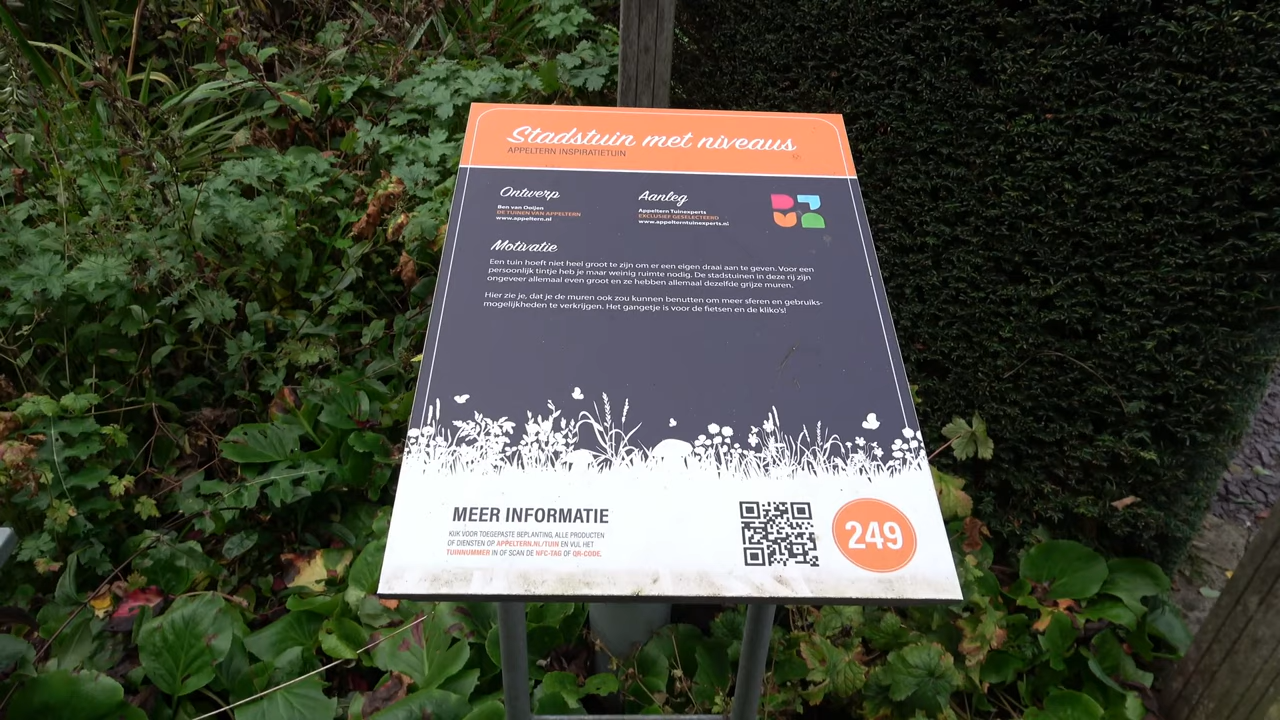 Stadstuin met niveaus
APPELTERN INSPIRATIETUIN
Ontwerp
Ben van Ooijen
DE TUINEN VAN APPELTERN
www.appeltern.nl
Aanleg
Appeltern Tuinexperts
EXCLUSIEF GESELECTEERD
www.appelterntuinexperts.nl
Motivatie
Een tuin hoeft niet heel groot te zijn om er een eigen draai aan te geven. Voor een
persoonlijk tintje heb je maar weinig ruimte nodig. De stadstuinen in deze rij zijn
ongeveer allemaal even groot en ze hebben allemaal dezelfde grijze muren.
Hier zie je, dat je de muren ook zou kunnen benutten om meer sferen en gebruiks-
mogelijkheden te verkrijgen. Het gangetje is voor de fietsen en de kliko's!
MEER INFORMATIE
KIJK VOOR TOEGEPASTE BEPLANTING, ALLE PRODUCTEN
OF DIENSTEN OP APPELTERN.NL/TUIN EN VUL HET
TUINNUMMER IN OF SCAN DE NFC-TAG OF QR-CODE.
249